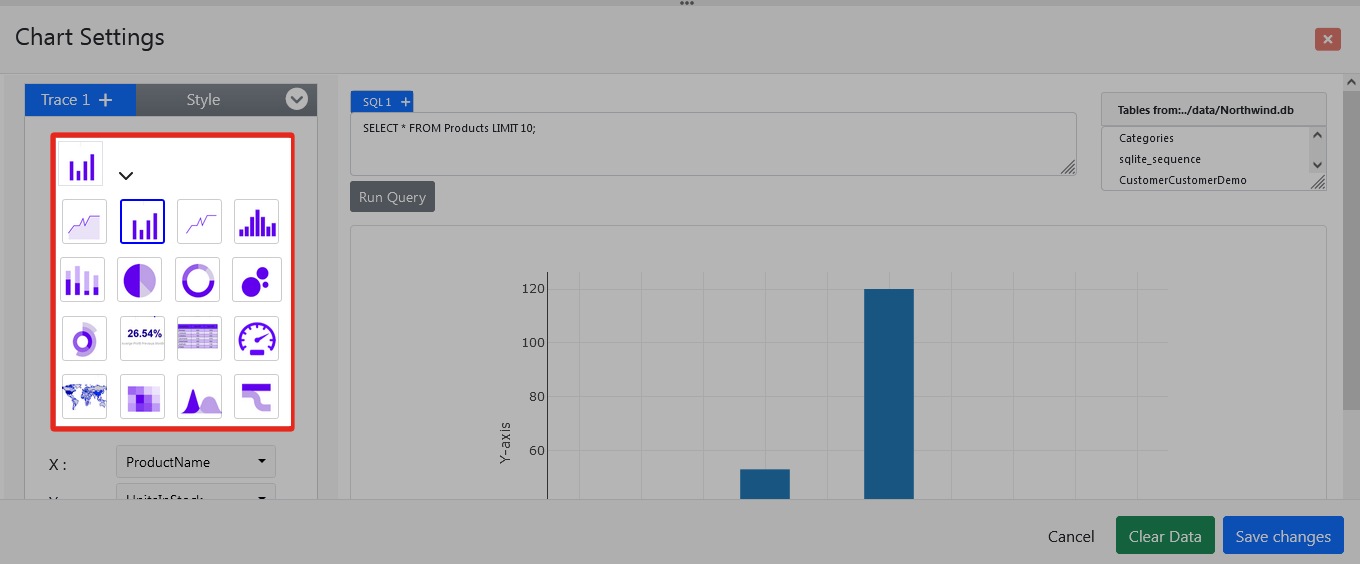 Chart Settings
Trace 1 +
Style
SQL 1 +
SELECT * FROM Products LIMIT 10;
Run Query
Tables from:../data/Northwind.db
Categories
sqlite_sequence
CustomerCustomerDemo
26.54%
X :
ProductName
UnitsInStock
120
100
80
60
Y-axis
Cancel
Clear Data
Save changes